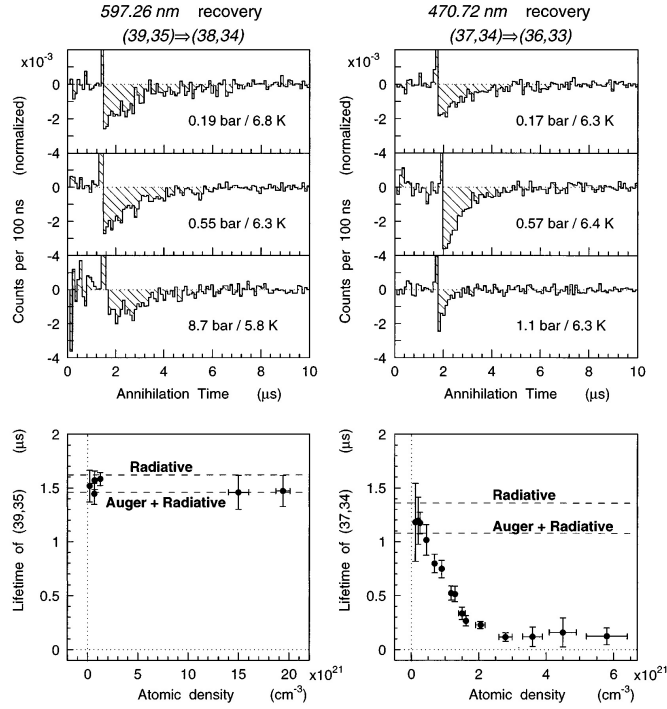 597.26 nm recovery
(39,35)⇒(38,34)
470.72 nm recovery
(37,34)⇒(36,33)
x10-3
x10-3
Counts per 100 ns (normalized)
0
-2
-4
0
-2
-4
0
-2
-4
0.19 bar / 6.8 K
0.55 bar / 6.3 K
8.7 bar / 5.8 K
0 2 4 6 8 10
Annihilation Time (μs)
Counts per 100 ns (normalized)
0
-2
-4
0
-2
-4
0
-2
-4
0.17 bar / 6.3 K
0.57 bar / 6.4 K
1.1 bar / 6.3 K
0 2 4 6 8 10
Annihilation Time (μs)
Lifetime of (39,35) (μs)
2
1.5
1
0.5
0
Radiative
Auger + Radiative
0 5 10 15 20 x1021
Atomic density (cm-3)
Lifetime of (37,34) (μs)
2
1.5
1
0.5
0
Radiative
Auger + Radiative
0 2 4 6 x1021
Atomic density (cm-3)